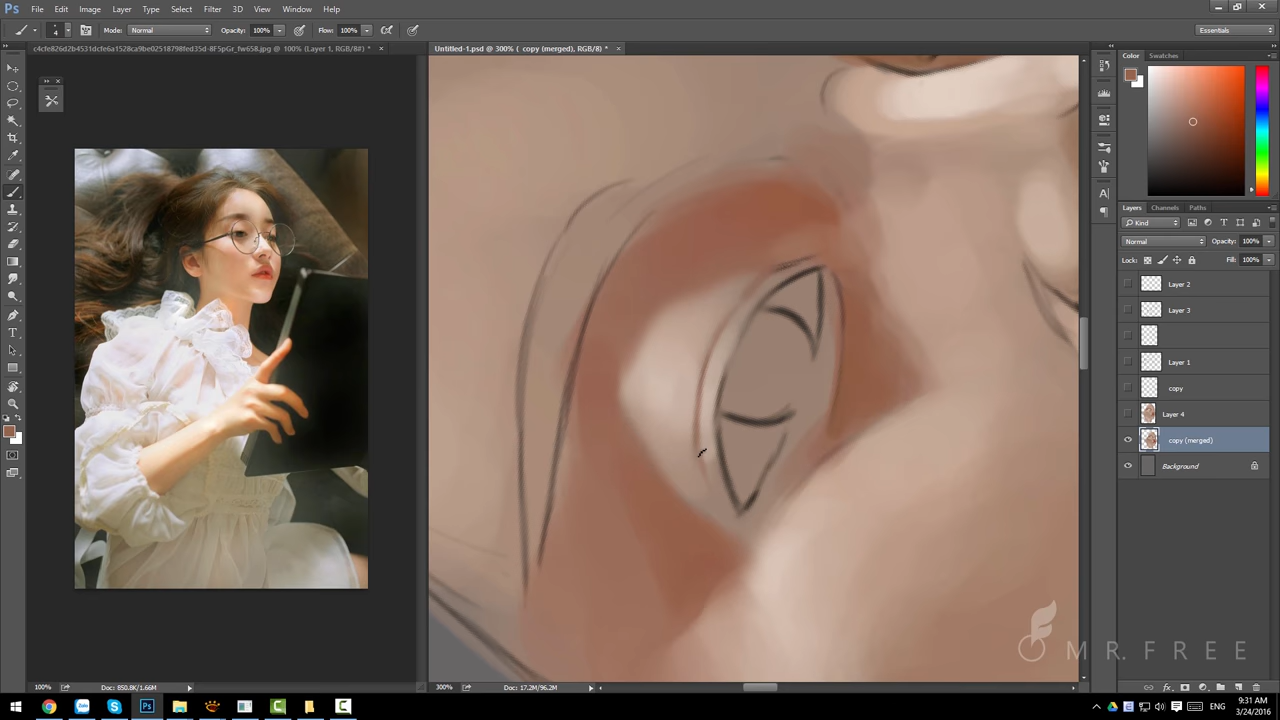 Ps File Edit Image Layer Type Select Filter 3D View Window Help
4 Mode: Normal Opacity: 100% Flow: 100% Essentials
c4cfe826d2b4531dcfe6a1528ca9be02518798fed35d-8F5pGr_fw658.jpg @ 100% (Layer 1, RGB/8#) *
Untitled-1.psd @ 300% ( copy (merged), RGB/8) *
Color Swatches
Layers Channels Paths
Kind
Normal Opacity: 100%
Lock: Fill: 100%
Layer 2
Layer 3
Layer 1
copy
Layer 4
copy (merged)
Background
MR. FREE
100% Doc: 850.8K/1.66M
300% Doc: 17.2M/96.2M
9:31 AM
3/24/2016